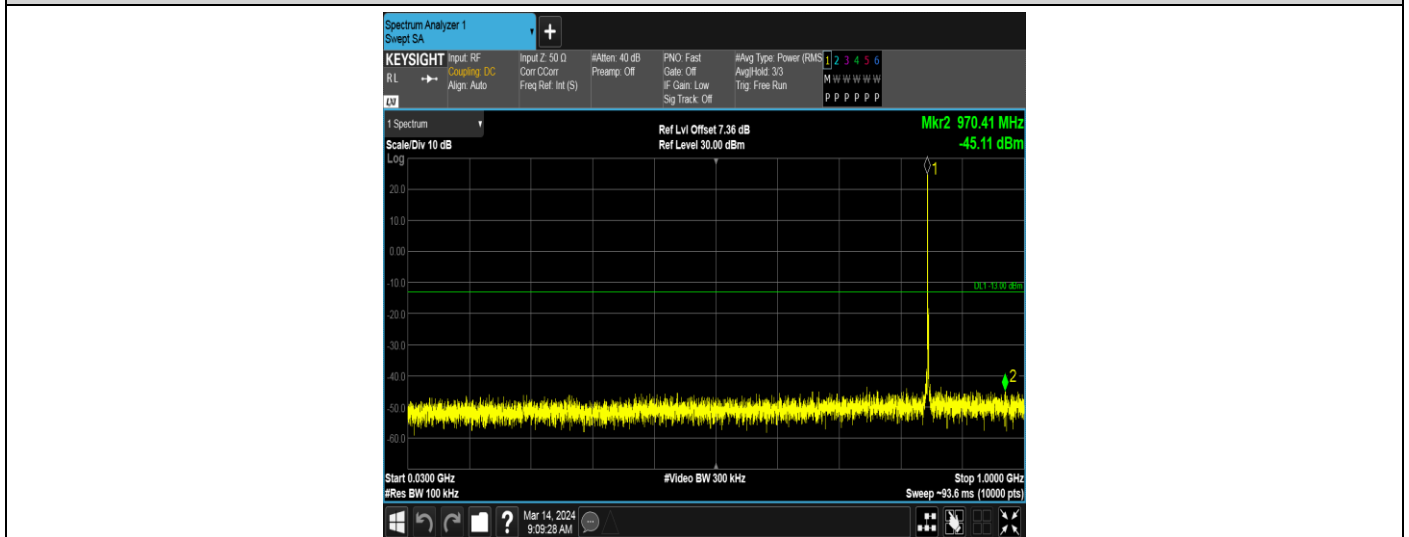 Spectrum Analyzer 1
Swept SA
+
KEYSIGHT
RL
LXI
Input: RF
Coupling: DC
Align: Auto
Input Z: 50 Ω
Corr CCorr
Freq Ref: Int (S)
#Atten: 40 dB
Preamp: Off
PNO: Fast
Gate: Off
IF Gain: Low
Sig Track: Off
#Avg Type: Power (RMS
Avg|Hold: 3/3
Trig: Free Run
1 2 3 4 5 6
M W W W W W
P P P P P P
1 Spectrum
Scale/Div 10 dB
Log
Ref Lvl Offset 7.36 dB
Ref Level 30.00 dBm
Mkr2 970.41 MHz
-45.11 dBm
1
20.0
10.0
0.00
-10.0
DL1 -13.00 dBm
-20.0
-30.0
-40.0
2
-50.0
-60.0
Start 0.0300 GHz
#Video BW 300 kHz
Stop 1.0000 GHz
#Res BW 100 kHz
Sweep ~93.6 ms (10000 pts)
?
Mar 14, 2024
9:09:28 AM